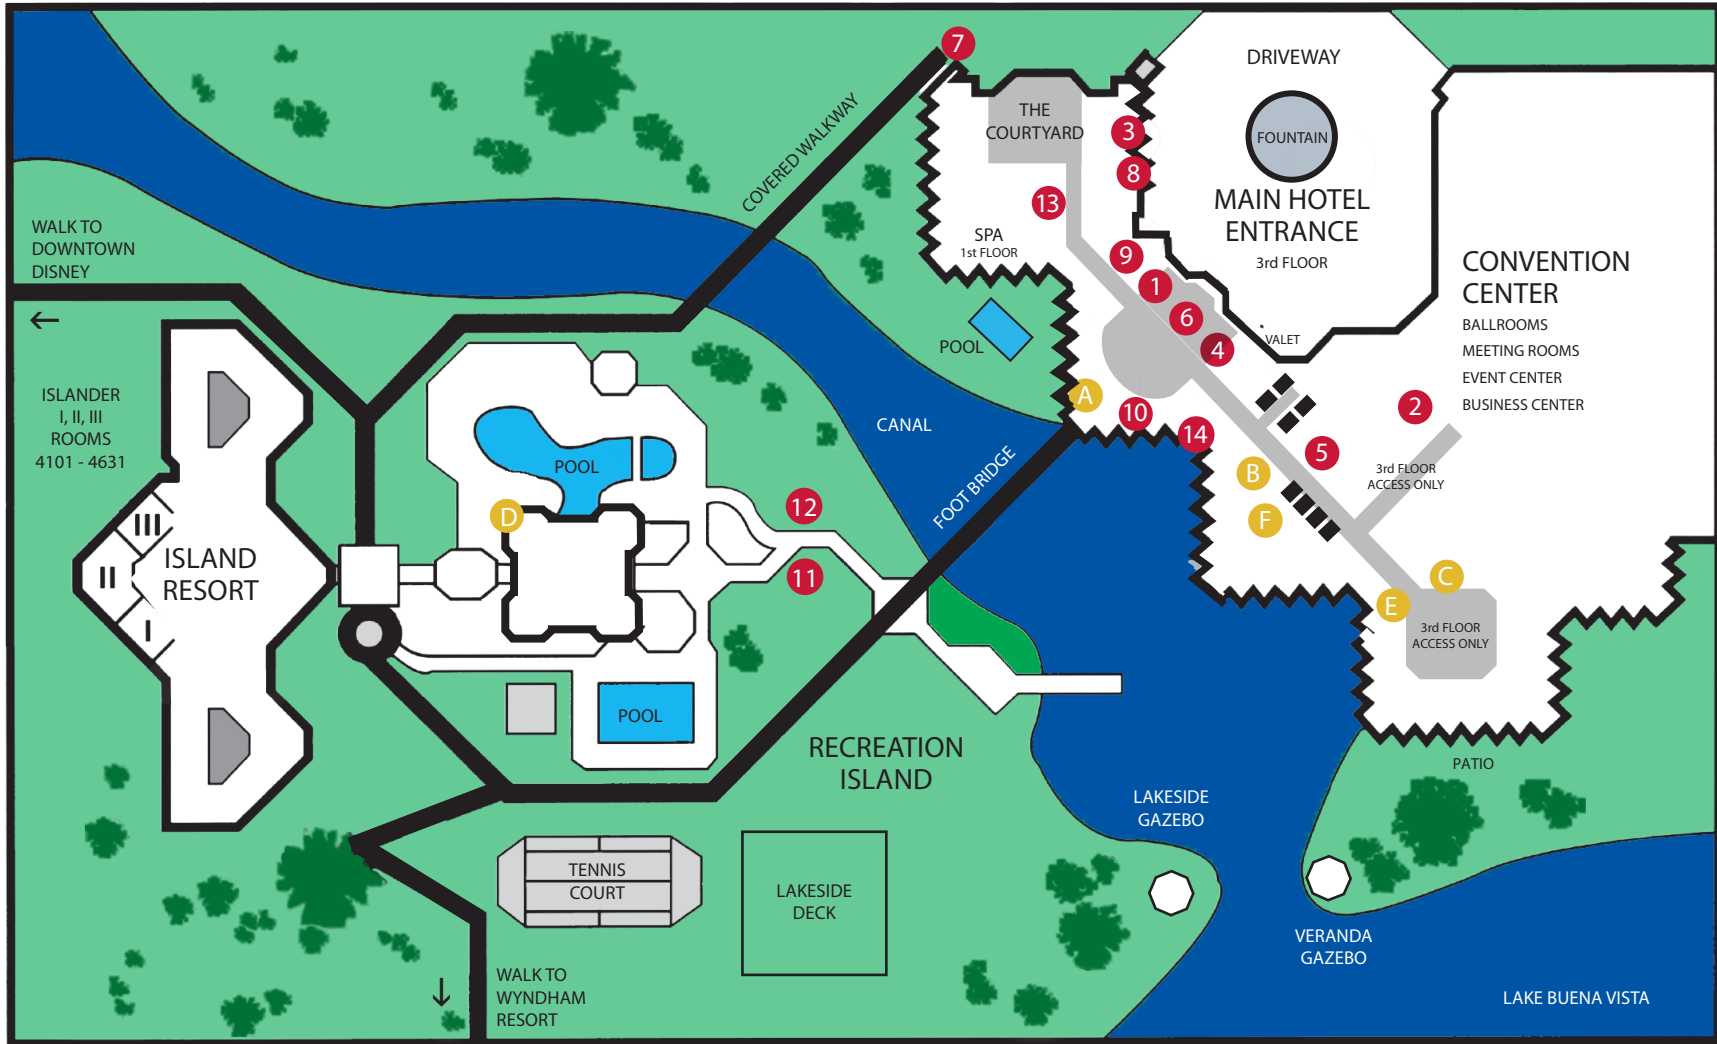 7
DRIVEWAY
THE
COURTYARD
3
FOUNTAIN
8
MAIN HOTEL
ENTRANCE
3rd FLOOR
COVERED WALKWAY
13
SPA
1st FLOOR
9
1
6
4
VALET
CONVENTION
CENTER
BALLROOMS
MEETING ROOMS
EVENT CENTER
BUSINESS CENTER
WALK TO
DOWNTOWN
DISNEY
←
POOL
A
10
14
2
5
3rd FLOOR
ACCESS ONLY
B
F
C
E
3rd FLOOR
ACCESS ONLY
ISLANDER
I, II, III
ROOMS
4101 - 4631
CANAL
FOOT BRIDGE
POOL
D
12
11
III
II
I
ISLAND
RESORT
POOL
RECREATION
ISLAND
PATIO
LAKESIDE
GAZEBO
TENNIS
COURT
LAKESIDE
DECK
VERANDA
GAZEBO
WALK TO
WYNDHAM
RESORT
↓
LAKE BUENA VISTA